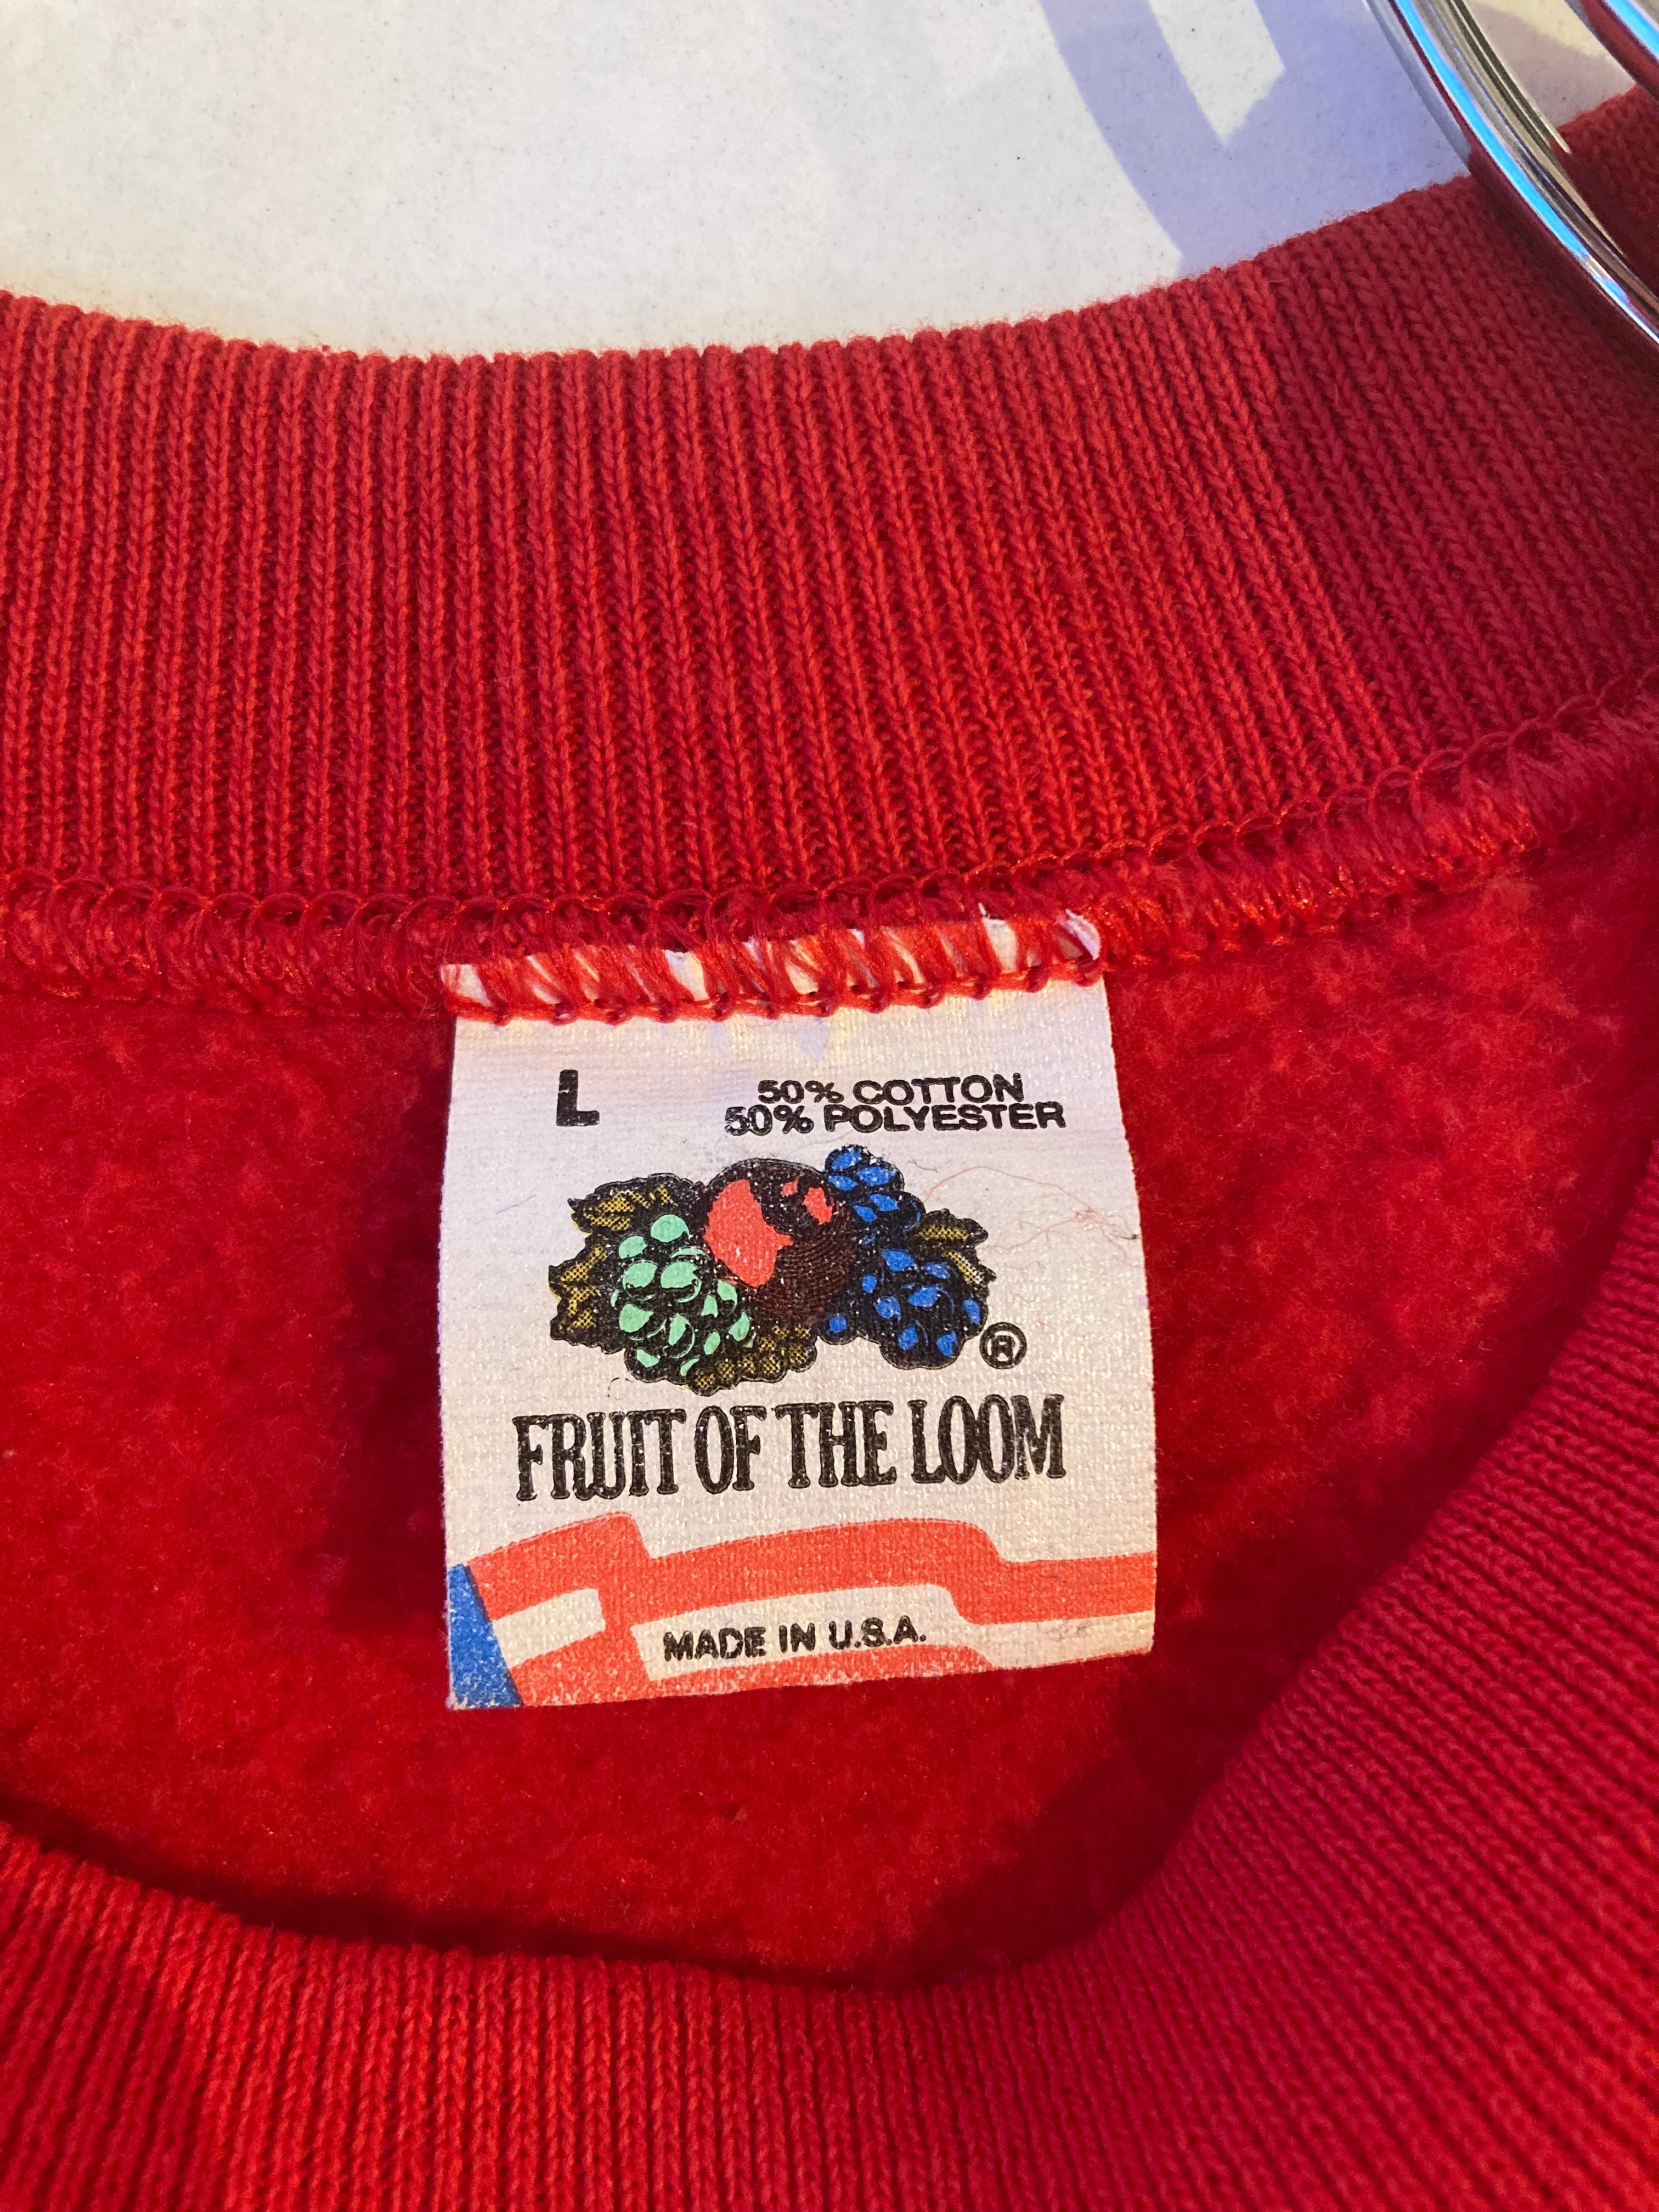 L
50% COTTON
50% POLYESTER
®
FRUIT OF THE LOOM
MADE IN U.S.A.